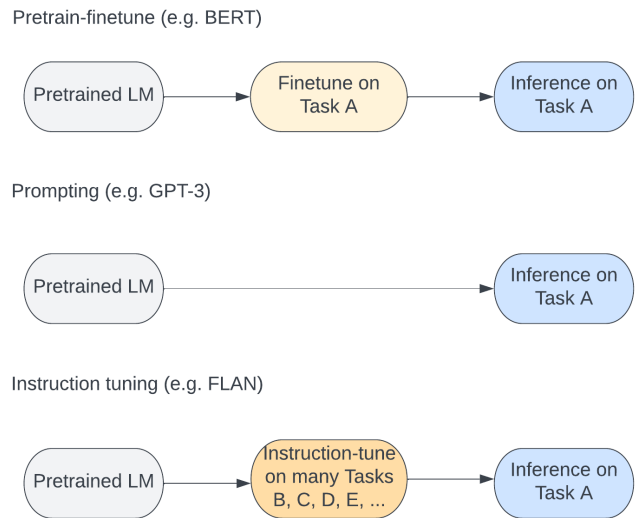 Pretrain-finetune (e.g. BERT)
Pretrained LM
Finetune on
Task A
Inference on
Task A
Prompting (e.g. GPT-3)
Pretrained LM
Inference on
Task A
Instruction tuning (e.g. FLAN)
Pretrained LM
Instruction-tune
on many Tasks
B, C, D, E, ...
Inference on
Task A